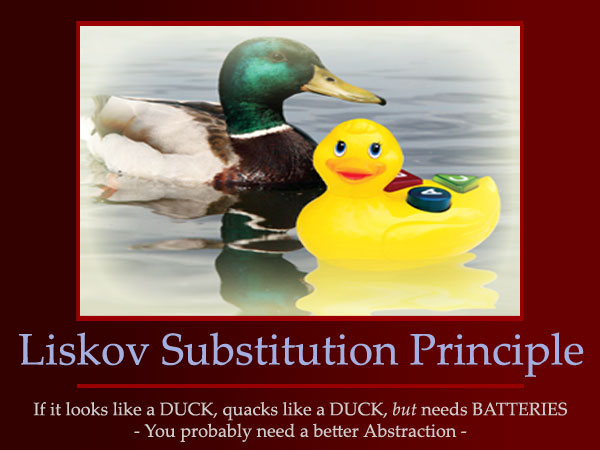 A
Liskov Substitution Principle
If it looks like a DUCK, quacks like a DUCK, but needs BATTERIES
- You probably need a better Abstraction -